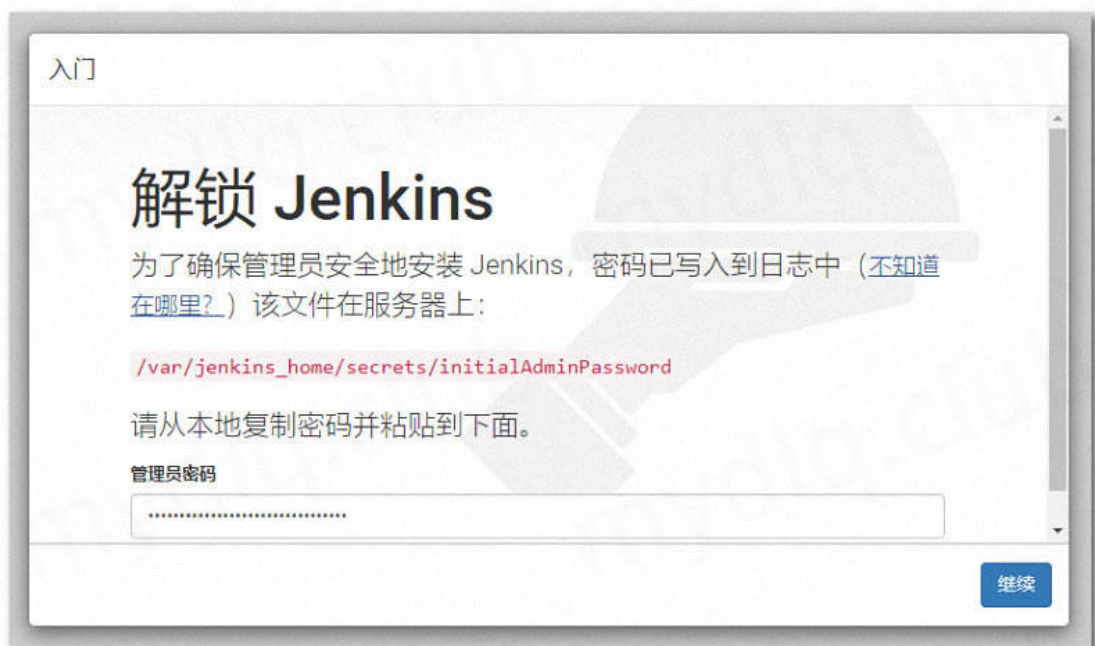 入门
解锁 Jenkins
为了确保管理员安全地安装 Jenkins，密码已写入到日志中（不知道
在哪里？）该文件在服务器上：
/var/jenkins_home/secrets/initialAdminPassword
请从本地复制密码并粘贴到下面。
管理员密码
继续